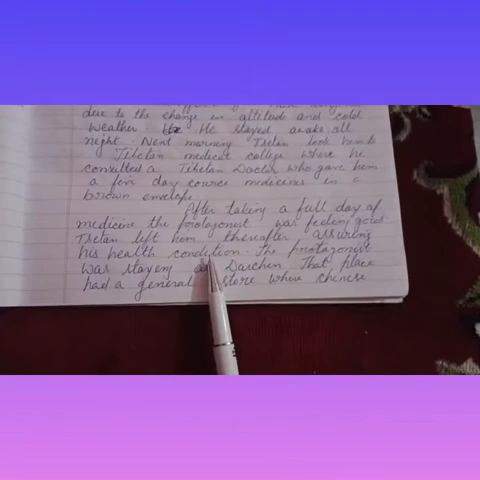 due to the change in altitude and cold
weather. He He stayed awake all
night. Next morning Tsetan took him to
Tibetan medical college where he
consulted a Tibetan Doctor who gave him
a five day course medicines in a
brown envelope
After taking a full day of
medicine the protagonist was feeling good
Tsetan left him thereafter assuring
his health condition. The protagonist
was stayem Darchen. That place
had a general store where chinese